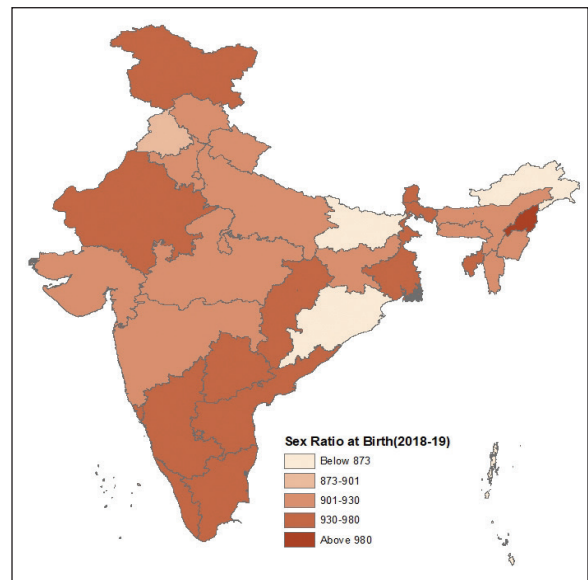 Sex Ratio at Birth(2018-19)
Below 873
873-901
901-930
930-980
Above 980